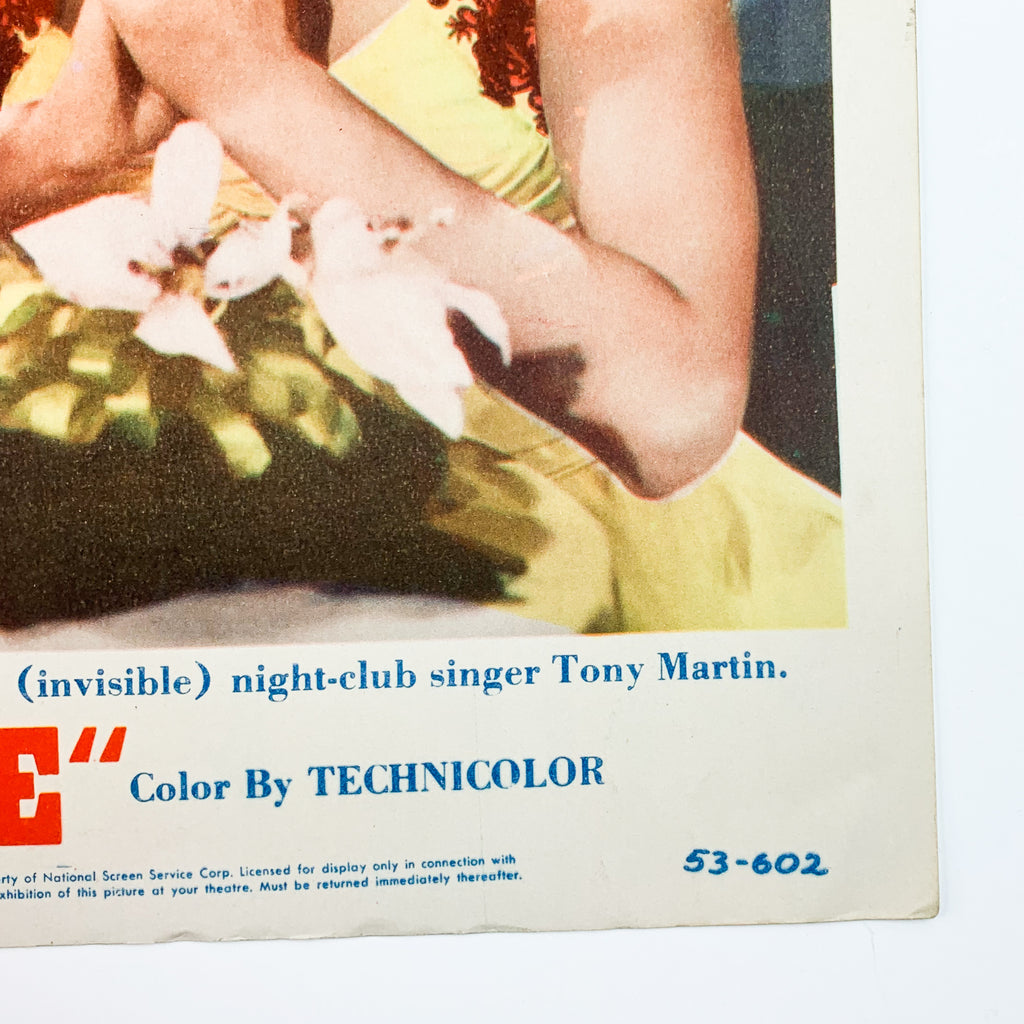 (invisible) night-club singer Tony Martin.
E" Color By TECHNICOLOR
rty of National Screen Service Corp. Licensed for display only in connection with
xhibition of this picture at your theatre. Must be returned immediately thereafter.
53-602